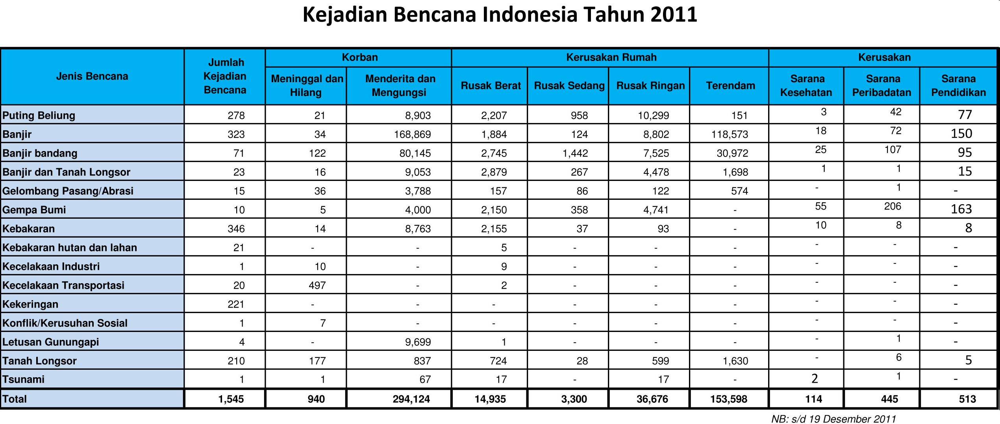 Kejadian Bencana Indonesia Tahun 2011
Jenis Bencana Jumlah Kejadian Bencana Korban Kerusakan Rumah Kerusakan
Meninggal dan Hilang Menderita dan Mengungsi Rusak Berat Rusak Sedang Rusak Ringan Terendam Sarana Kesehatan Sarana Peribadatan Sarana Pendidikan
Puting Beliung 278 21 8,903 2,207 958 10,299 151 3 42 77
Banjir 323 34 168,869 1,884 124 8,802 118,573 18 72 150
Banjir bandang 71 122 80,145 2,745 1,442 7,525 30,972 25 107 95
Banjir dan Tanah Longsor 23 16 9,053 2,879 267 4,478 1,698 1 1 15
Gelombang Pasang/Abrasi 15 36 3,788 157 86 122 574 - 1 -
Gempa Bumi 10 5 4,000 2,150 358 4,741 - 55 206 163
Kebakaran 346 14 8,763 2,155 37 93 - 10 8 8
Kebakaran hutan dan lahan 21 - - 5 - - - - - -
Kecelakaan Industri 1 10 - 9 - - - - - -
Kecelakaan Transportasi 20 497 - 2 - - - - - -
Kekeringan 221 - - - - - - - - -
Konflik/Kerusuhan Sosial 1 7 - - - - - - - -
Letusan Gunungapi 4 - 9,699 1 - - - - 1 -
Tanah Longsor 210 177 837 724 28 599 1,630 - 6 5
Tsunami 1 1 67 17 - 17 - 2 1 -
Total 1,545 940 294,124 14,935 3,300 36,676 153,598 114 445 513
NB: s/d 19 Desember 2011